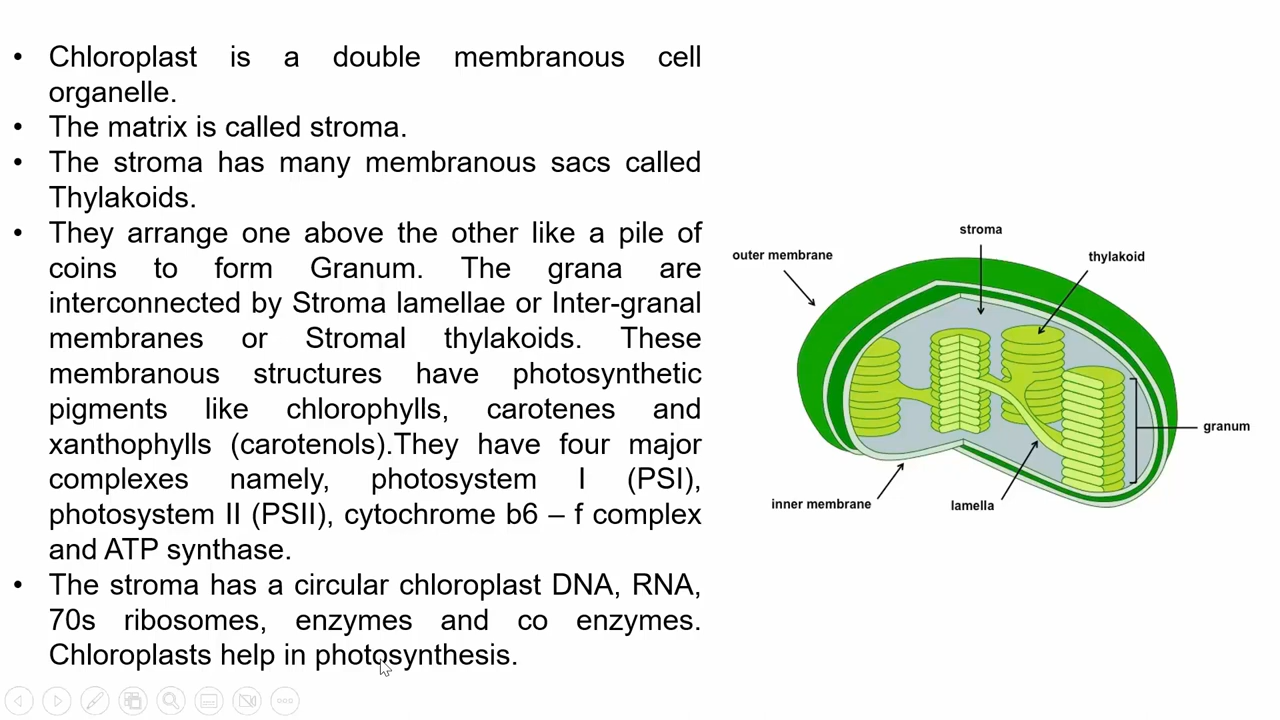 • Chloroplast is a double membranous cell
organelle.
• The matrix is called stroma.
• The stroma has many membranous sacs called
Thylakoids.
• They arrange one above the other like a pile of
coins to form Granum. The grana are
interconnected by Stroma lamellae or Inter-granal
membranes or Stromal thylakoids. These
membranous structures have photosynthetic
pigments like chlorophylls, carotenes and
xanthophylls (carotenols).They have four major
complexes namely, photosystem I (PSI),
photosystem II (PSII), cytochrome b6 – f complex
and ATP synthase.
• The stroma has a circular chloroplast DNA, RNA,
70s ribosomes, enzymes and co enzymes.
Chloroplasts help in photosynthesis.
stroma
outer membrane
thylakoid
granum
inner membrane
lamella